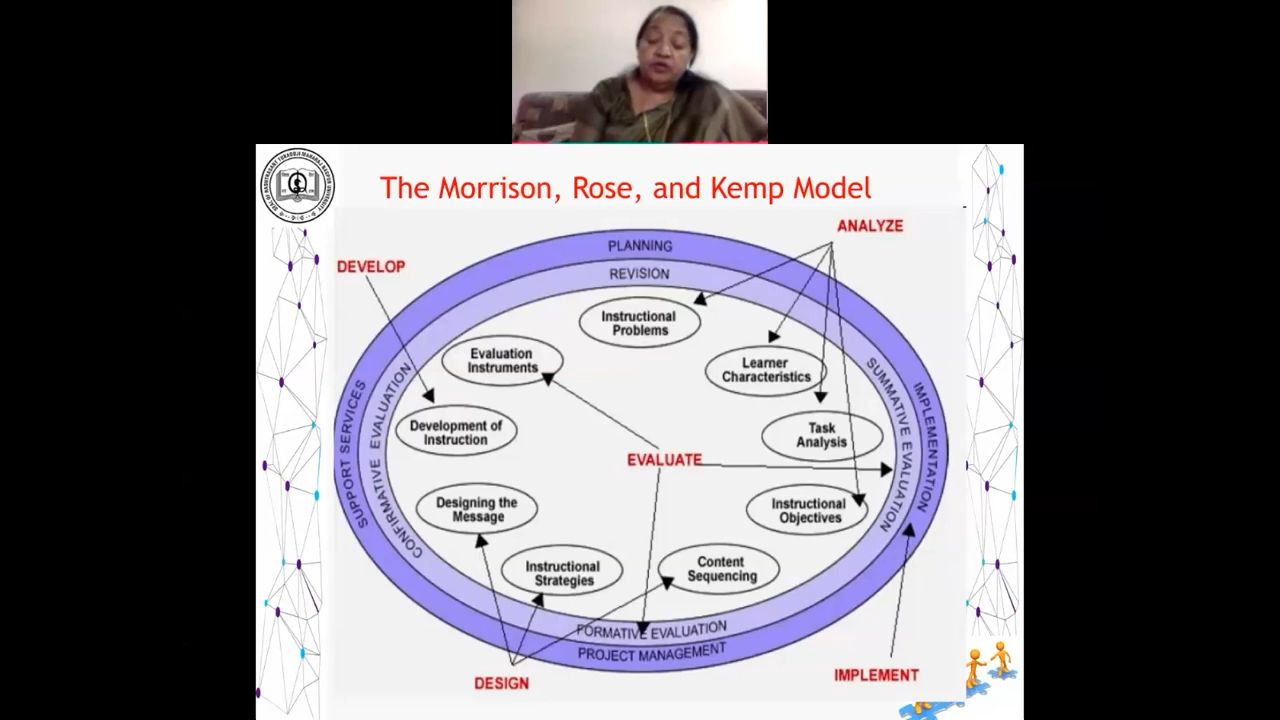 The Morrison, Rose, and Kemp Model
ANALYZE
DEVELOP
PLANNING
REVISION
Instructional
Problems
Evaluation
Instruments
Learner
Characteristics
SUPPORT SERVICES
CONFIRMATIVE EVALUATION
SUMMATIVE EVALUATION
IMPLEMENTATION
Development of
Instruction
Task
Analysis
EVALUATE
Designing the
Message
Instructional
Objectives
Instructional
Strategies
Content
Sequencing
FORMATIVE EVALUATION
PROJECT MANAGEMENT
DESIGN
IMPLEMENT